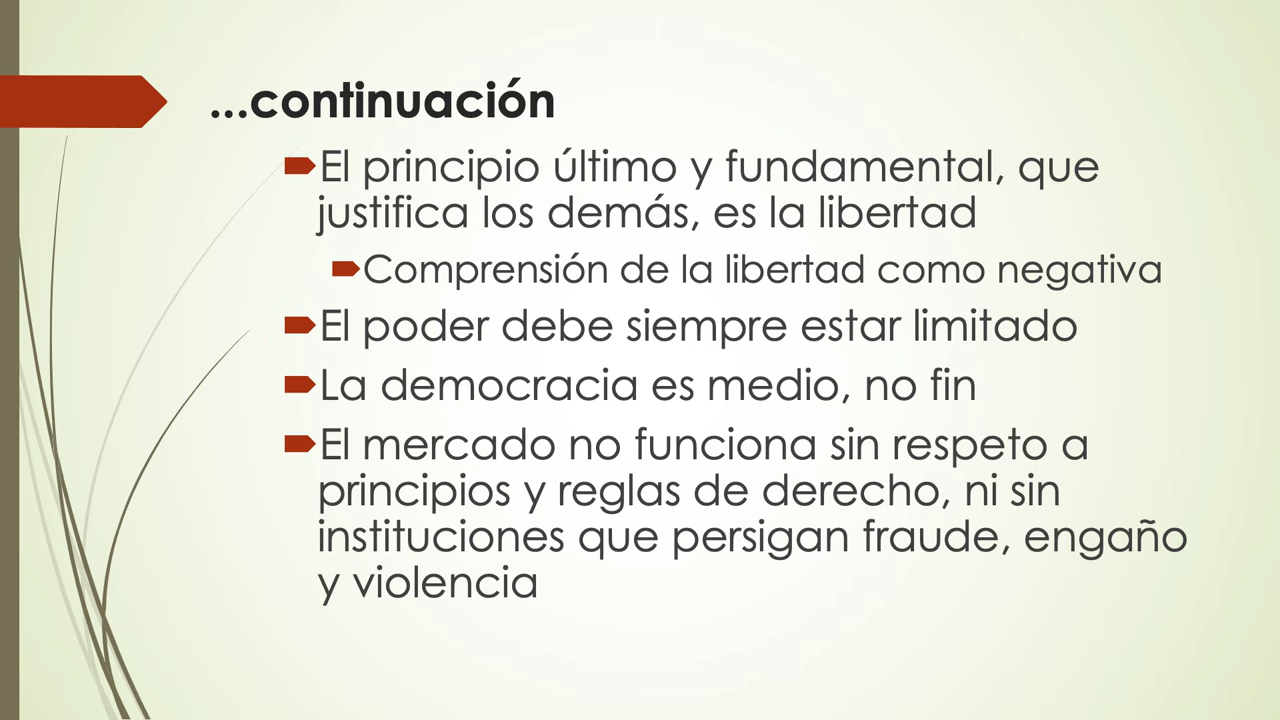 ...continuación
El principio último y fundamental, que
justifica los demás, es la libertad
Comprensión de la libertad como negativa
El poder debe siempre estar limitado
La democracia es medio, no fin
El mercado no funciona sin respeto a
principios y reglas de derecho, ni sin
instituciones que persigan fraude, engaño
y violencia